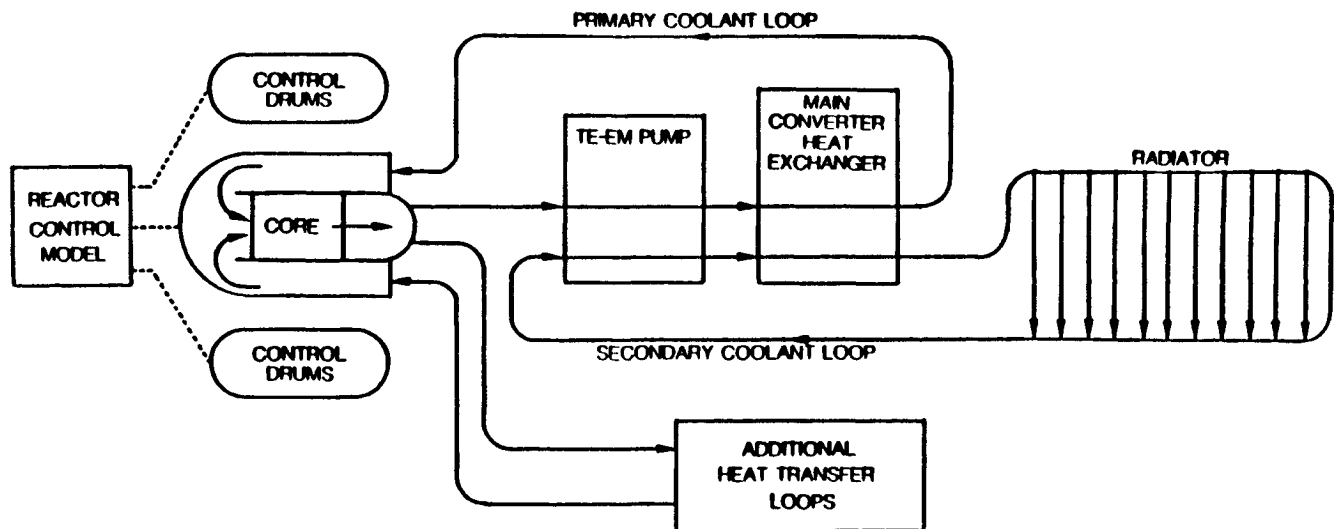 PRIMARY COOLANT LOOP
CONTROL
DRUMS
TE-EM PUMP
MAIN
CONVERTER
HEAT
EXCHANGER
RADIATOR
REACTOR
CONTROL
MODEL
CORE
CONTROL
DRUMS
SECONDARY COOLANT LOOP
ADDITIONAL
HEAT TRANSFER
LOOPS